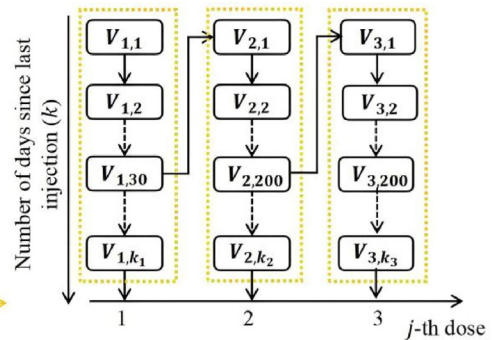 Number of days since last
injection (k)
V1,1
V2,1
V3,1
V1,2
V2,2
V3,2
V1,30
V2,200
V3,200
V1,k1
V2,k2
V3,k3
1
2
3
j-th dose